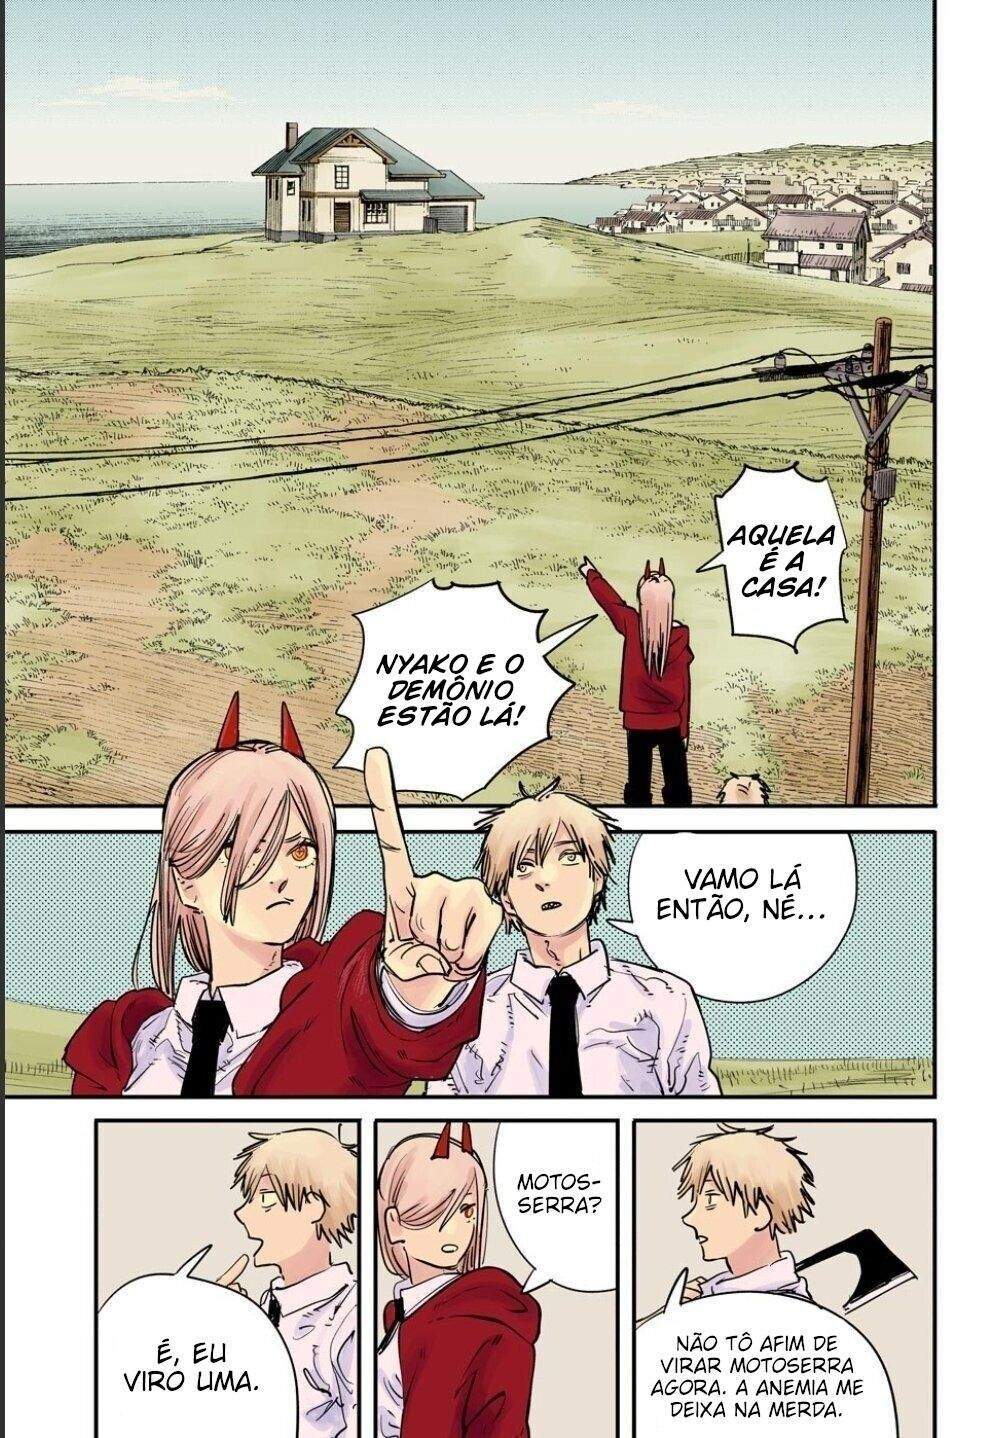 AQUELA
É A
CASA!
NYAKO E O
DEMÔNIO
ESTÃO LÁ!
VAMO LÁ
ENTÃO, NÉ...
NÃO TÔ AFIM DE
VIRAR MOTOSERRA
AGORA. A ANEMIA ME
DEIXA NA MERDA.
MOTOS-
SERRA?
É, EU
VIRO UMA.